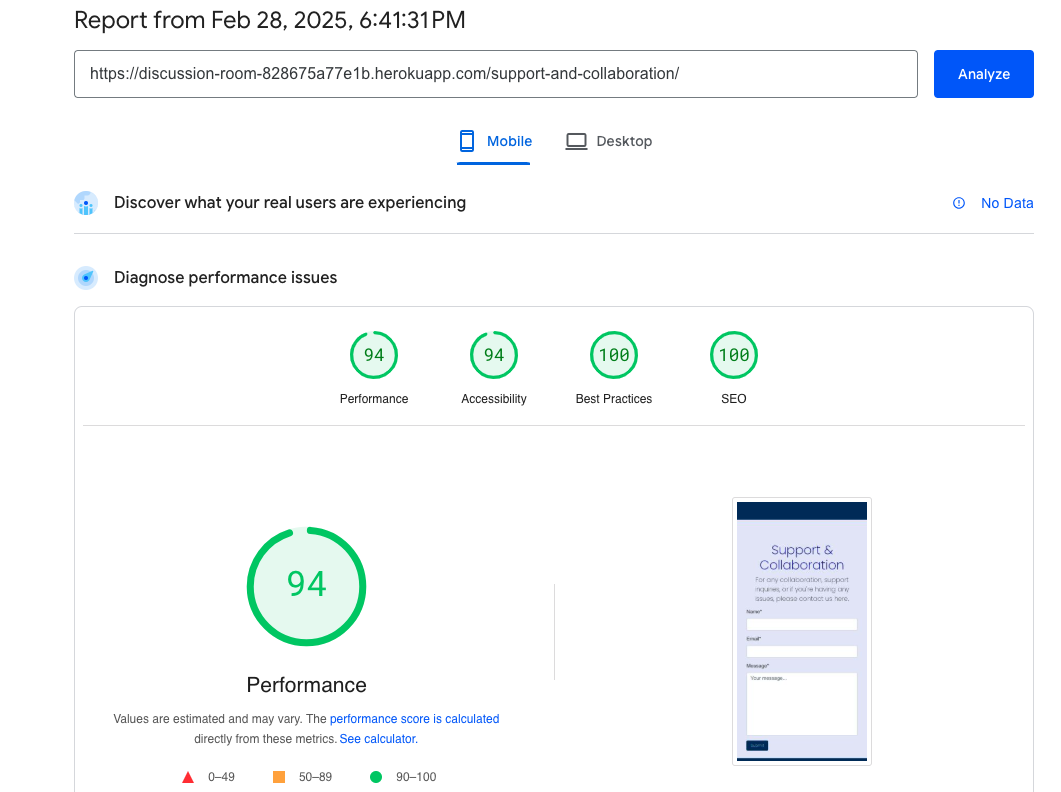 Report from Feb 28, 2025, 6:41:31 PM
https://discussion-room-828675a77e1b.herokuapp.com/support-and-collaboration/
Analyze
Mobile
Desktop
Discover what your real users are experiencing
No Data
Diagnose performance issues
94
94
100
100
Performance
Accessibility
Best Practices
SEO
94
Performance
Values are estimated and may vary. The performance score is calculated
directly from these metrics. See calculator.
0–49
50–89
90–100
Support &
Collaboration
For any collaboration, support
inquiries, or if you're having any
issues, please contact us here.
Name*
Email*
Message*
Your message...
Submit